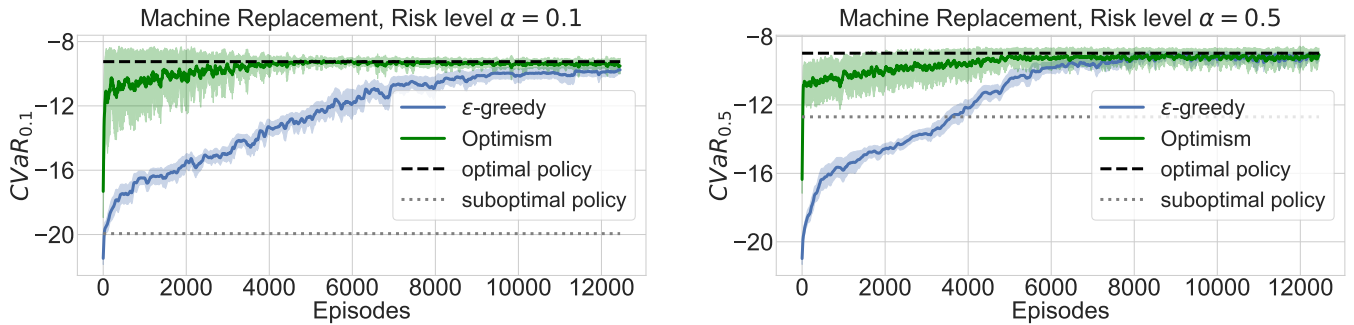 Machine Replacement, Risk level α = 0.1
−8
−12
−16
−20
CVaR0.1
0 2000 4000 6000 8000 10000 12000
Episodes
ε-greedy
Optimism
optimal policy
suboptimal policy
Machine Replacement, Risk level α = 0.5
−8
−12
−16
−20
CVaR0.5
0 2000 4000 6000 8000 10000 12000
Episodes
ε-greedy
Optimism
optimal policy
suboptimal policy